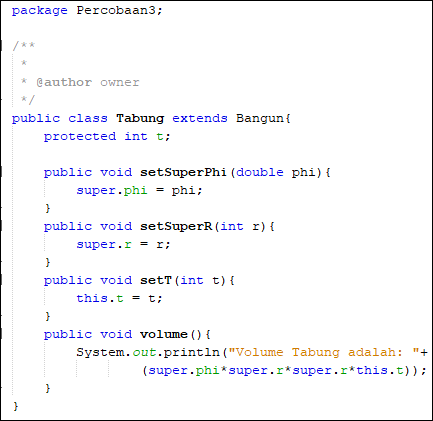 package Percobaan3;
/**
 *
 * @author owner
 */
public class Tabung extends Bangun{
    protected int t;
    public void setSuperPhi(double phi){
        super.phi = phi;
    }
    public void setSuperR(int r){
        super.r = r;
    }
    public void setT(int t){
        this.t = t;
    }
    public void volume(){
        System.out.println("Volume Tabung adalah: "+
                (super.phi*super.r*super.r*this.t));
    }
}